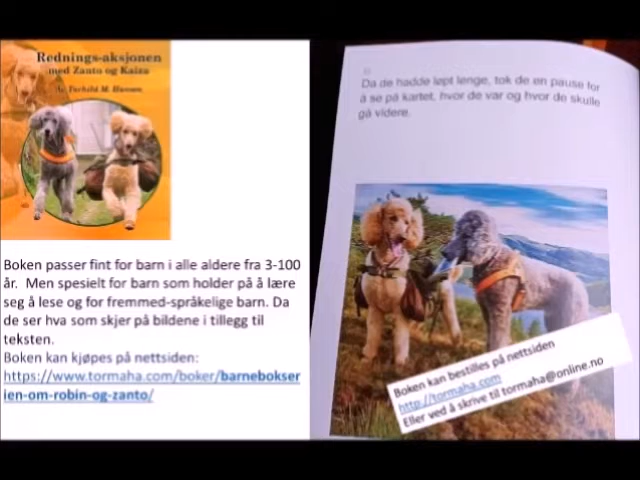 Rednings-aksjonen
med Zanto og Kaizu
Av Torhild M. Hansen
Boken passer fint for barn i alle aldere fra 3-100
år. Men spesielt for barn som holder på å lære
seg å lese og for fremmed-språkelige barn. Da
de ser hva som skjer på bildene i tillegg til
teksten.
Boken kan kjøpes på nettsiden:
https://www.tormaha.com/boker/barnebokser
ien-om-robin-og-zanto/
Da de hadde løpt lenge, tok de en pause for
å se på kartet, hvor de var og hvor de skulle
gå videre.
Boken kan bestilles på nettsiden
http://tormaha.com
Eller ved å skrive til tormaha@online.no